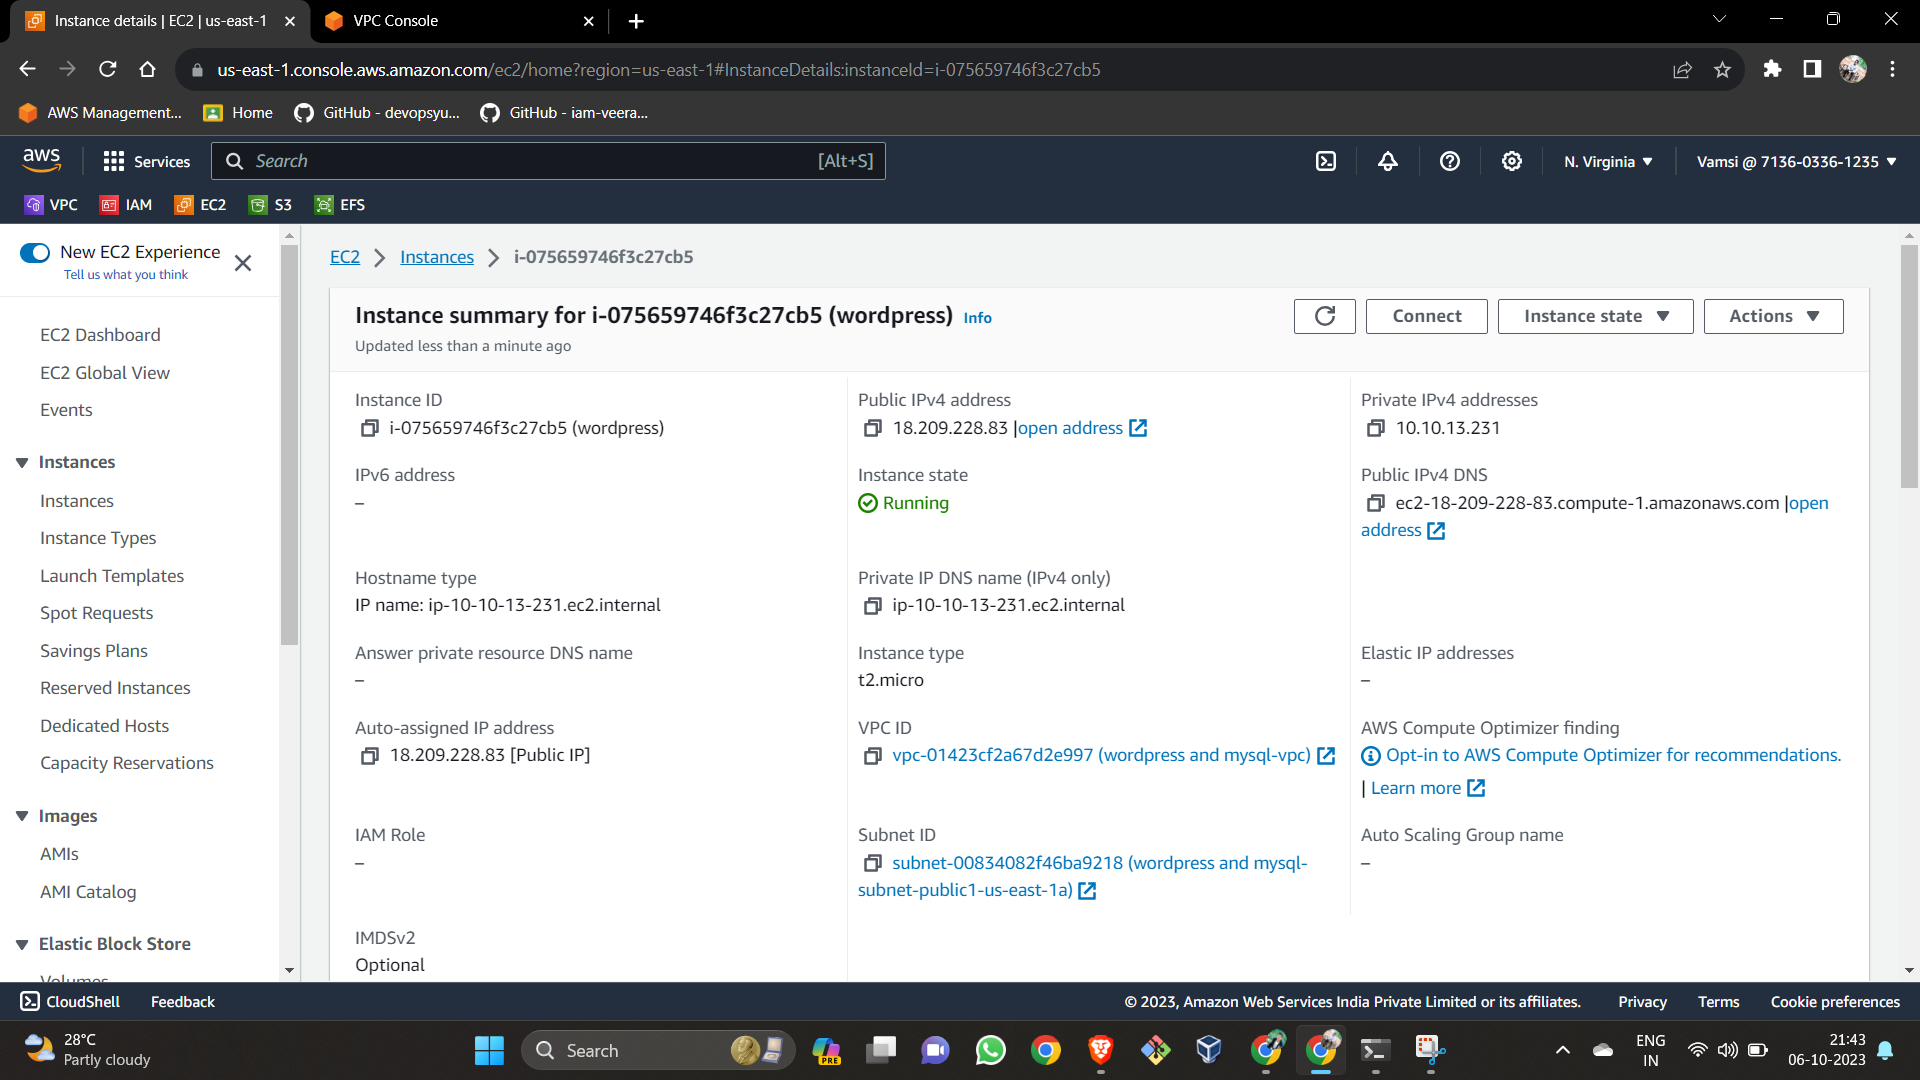 Instance details | EC2 | us-east-1
VPC Console
us-east-1.console.aws.amazon.com/ec2/home?region=us-east-1#InstanceDetails:instanceId=i-075659746f3c27cb5
AWS Management...
Home
GitHub - devopsyu...
GitHub - iam-veera...
aws
Services
Search
[Alt+S]
N. Virginia
Vamsi @ 7136-0336-1235
VPC
IAM
EC2
S3
EFS
New EC2 Experience
Tell us what you think
EC2 Dashboard
EC2 Global View
Events
Instances
Instances
Instance Types
Launch Templates
Spot Requests
Savings Plans
Reserved Instances
Dedicated Hosts
Capacity Reservations
Images
AMIs
AMI Catalog
Elastic Block Store
Volumes
EC2 > Instances > i-075659746f3c27cb5
Instance summary for i-075659746f3c27cb5 (wordpress) Info
Updated less than a minute ago
Connect
Instance state
Actions
Instance ID
i-075659746f3c27cb5 (wordpress)
Public IPv4 address
18.209.228.83 |open address
Private IPv4 addresses
10.10.13.231
IPv6 address
–
Instance state
Running
Public IPv4 DNS
ec2-18-209-228-83.compute-1.amazonaws.com |open
address
Hostname type
IP name: ip-10-10-13-231.ec2.internal
Private IP DNS name (IPv4 only)
ip-10-10-13-231.ec2.internal
Answer private resource DNS name
–
Instance type
t2.micro
Elastic IP addresses
–
Auto-assigned IP address
18.209.228.83 [Public IP]
VPC ID
vpc-01423cf2a67d2e997 (wordpress and mysql-vpc)
AWS Compute Optimizer finding
Opt-in to AWS Compute Optimizer for recommendations.
| Learn more
IAM Role
–
Subnet ID
subnet-00834082f46ba9218 (wordpress and mysql-
subnet-public1-us-east-1a)
Auto Scaling Group name
–
IMDSv2
Optional
CloudShell
Feedback
© 2023, Amazon Web Services India Private Limited or its affiliates.
Privacy
Terms
Cookie preferences
28°C
Partly cloudy
Search
PRE
ENG
IN
21:43
06-10-2023